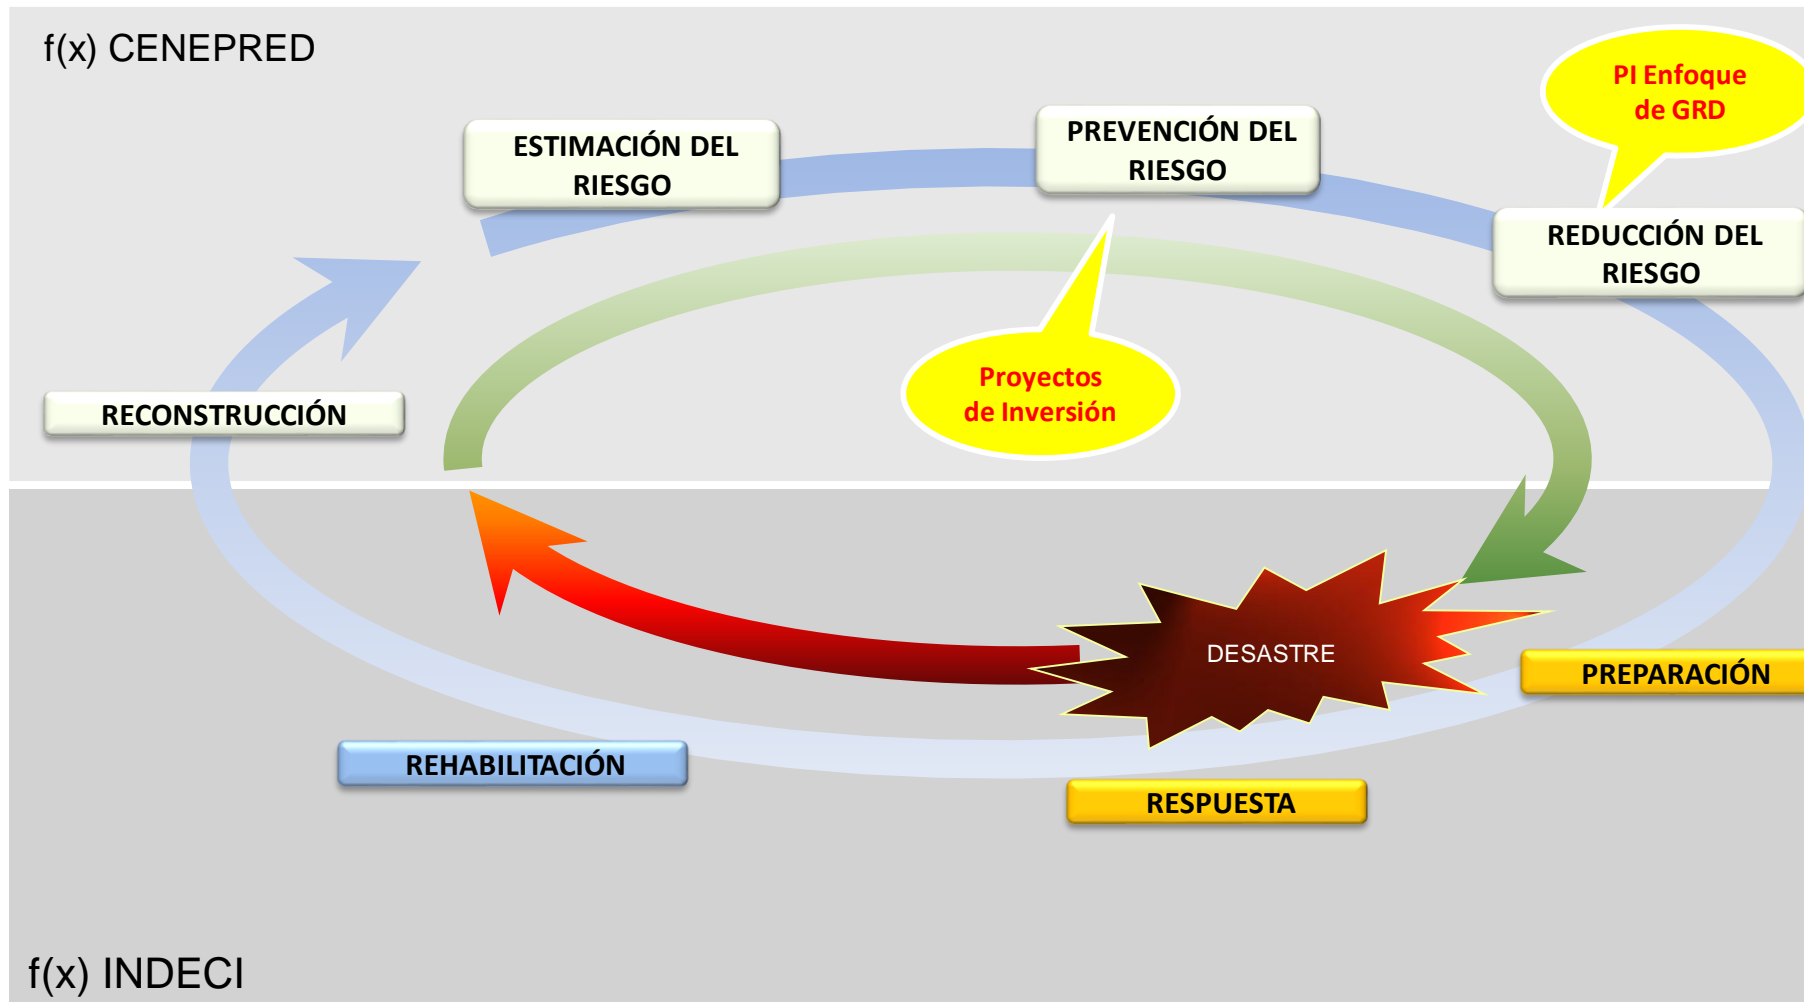 f(x) CENEPRED
PI Enfoque
de GRD
ESTIMACIÓN DEL
RIESGO
PREVENCIÓN DEL
RIESGO
REDUCCIÓN DEL
RIESGO
Proyectos
de Inversión
RECONSTRUCCIÓN
DESASTRE
PREPARACIÓN
REHABILITACIÓN
RESPUESTA
f(x) INDECI